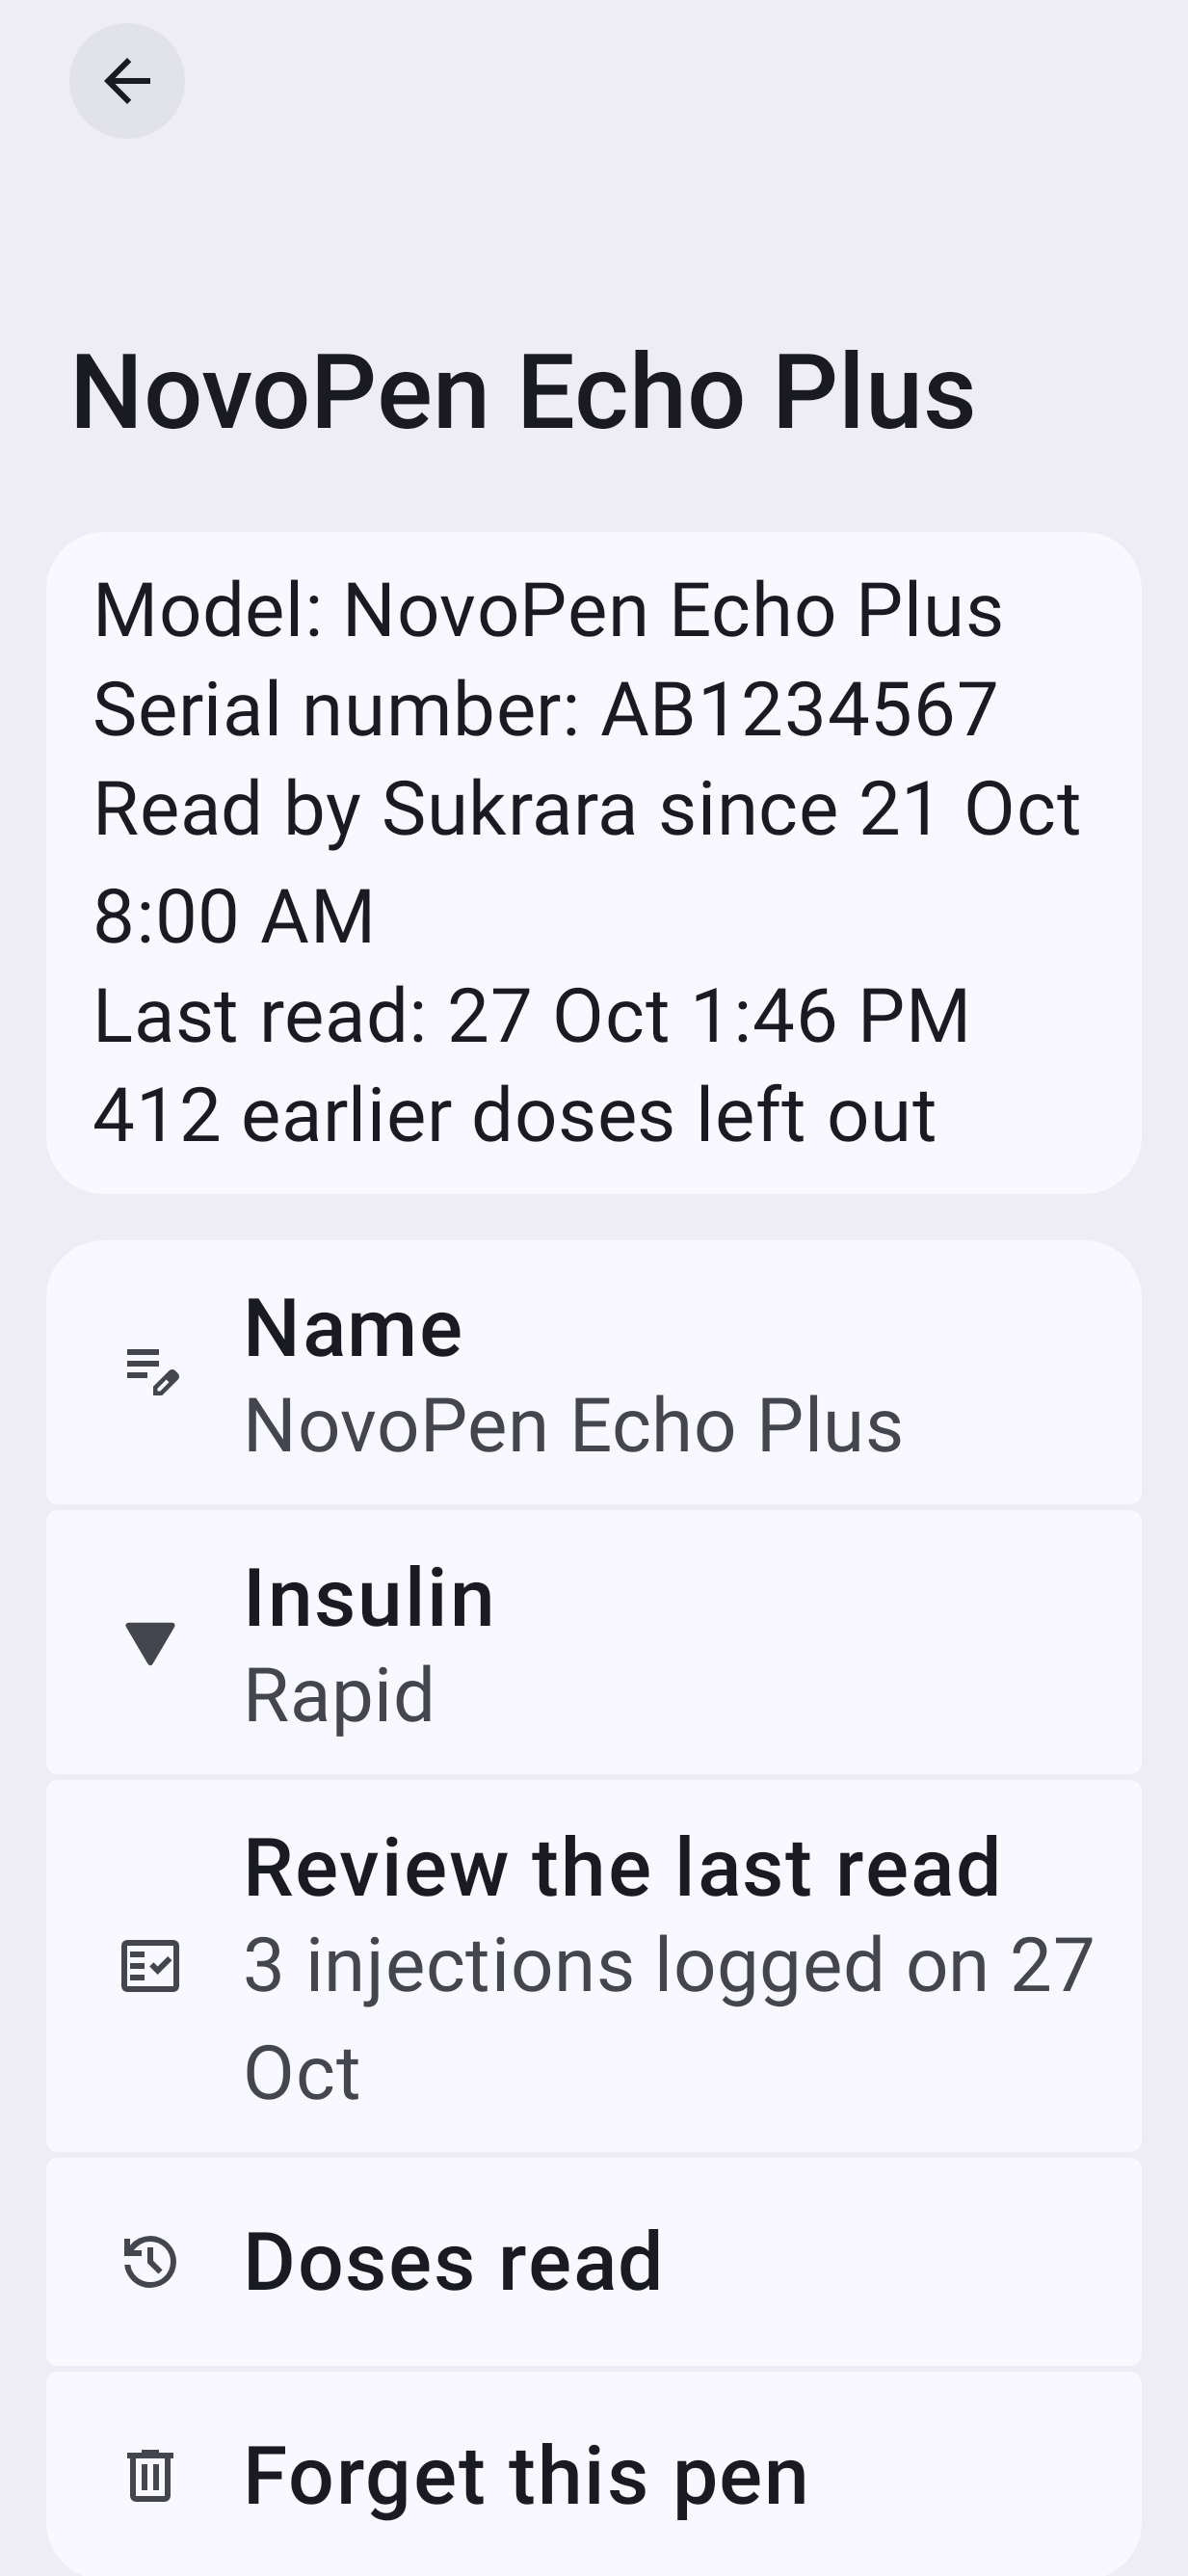 NovoPen Echo Plus
Model: NovoPen Echo Plus
Serial number: AB1234567
Read by Sukrara since 21 Oct
8:00 AM
Last read: 27 Oct 1:46 PM
412 earlier doses left out
Name
NovoPen Echo Plus
Insulin
Rapid
Review the last read
3 injections logged on 27
Oct
Doses read
Forget this pen